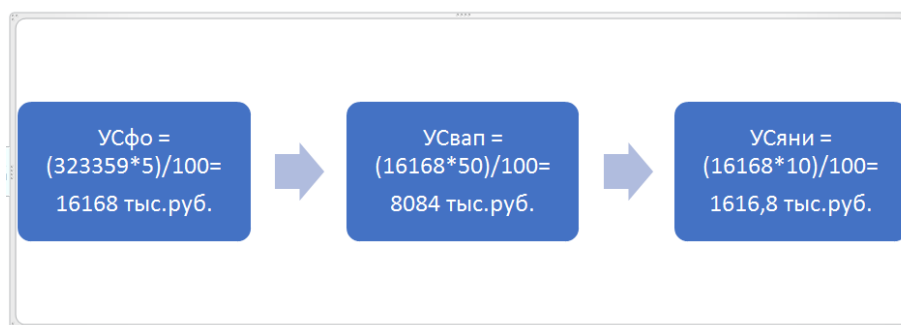 УСфо =
(323359*5)/100=
16168 тыс.руб.
УСвап =
(16168*50)/100=
8084 тыс.руб.
УСяни =
(16168*10)/100=
1616,8 тыс.руб.